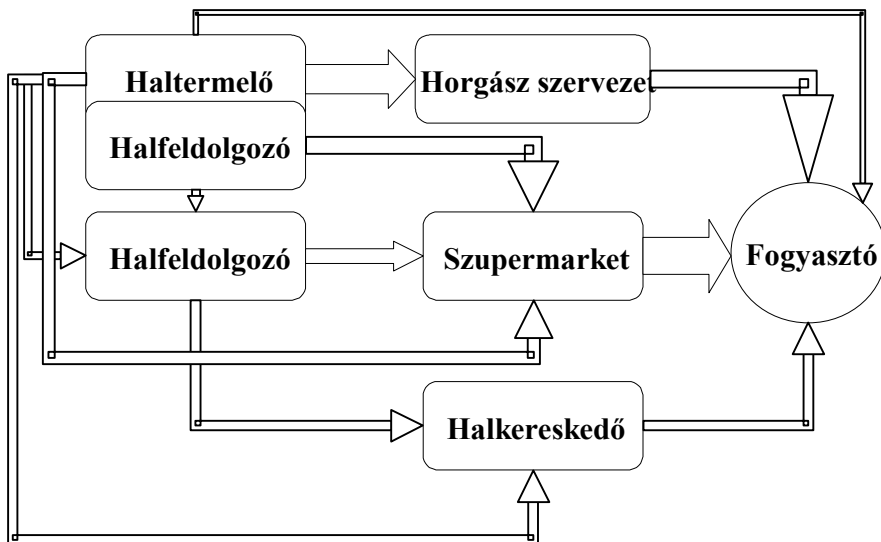 Haltermelő
Horgász szervezet
Halfeldolgozó
Halfeldolgozó
Szupermarket
Fogyasztó
Halkereskedő